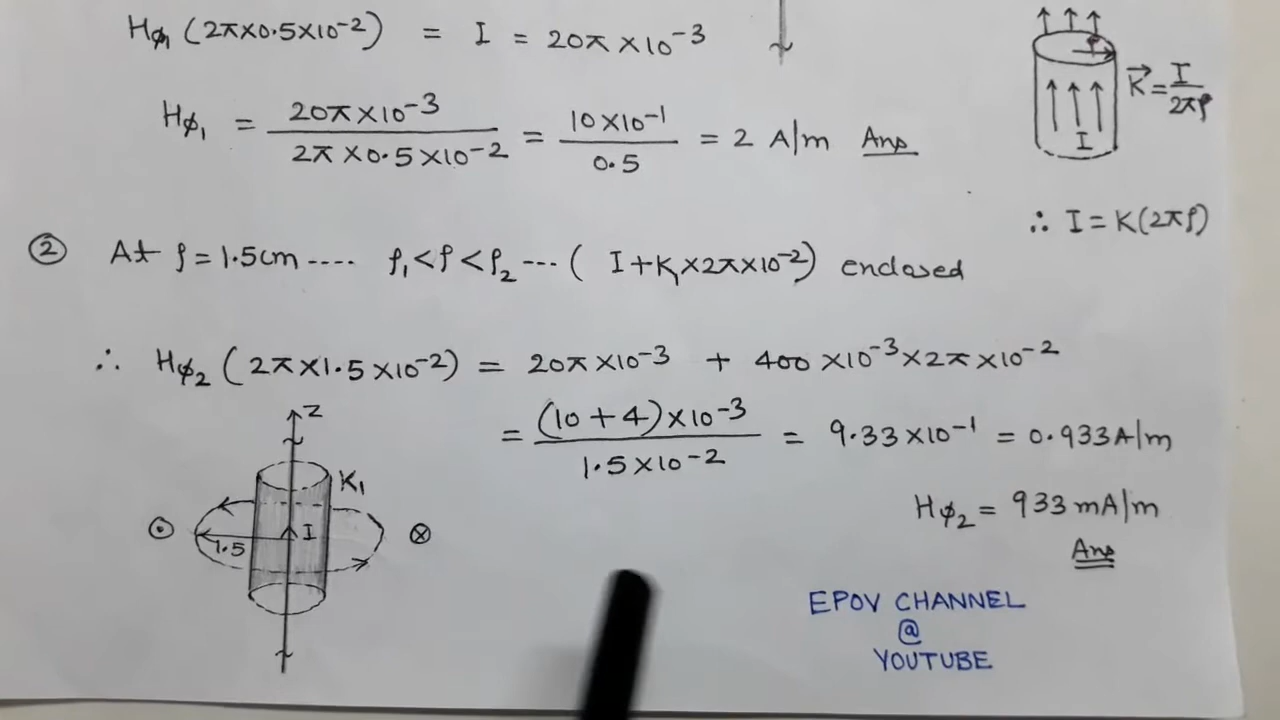 Hφ₁ (2π×0.5×10⁻²) = I = 20π×10⁻³
Hφ₁ = 20π×10⁻³ / 2π×0.5×10⁻² = 10×10⁻¹ / 0.5 = 2 A/m Ans
ρ
K⃗ = I / 2πρ
I
∴ I = K(2πρ)
② At ρ = 1.5cm .... ρ₁<ρ<ρ₂ --- ( I+K₁×2π×10⁻²) enclosed
∴ Hφ₂ (2π×1.5×10⁻²) = 20π×10⁻³ + 400×10⁻³×2π×10⁻²
= (10+4)×10⁻³ / 1.5×10⁻² = 9.33×10⁻¹ = 0.933A/m
Hφ₂ = 933 mA/m
Ans
Z
K₁
I
1.5
EPOV CHANNEL
@
YOUTUBE